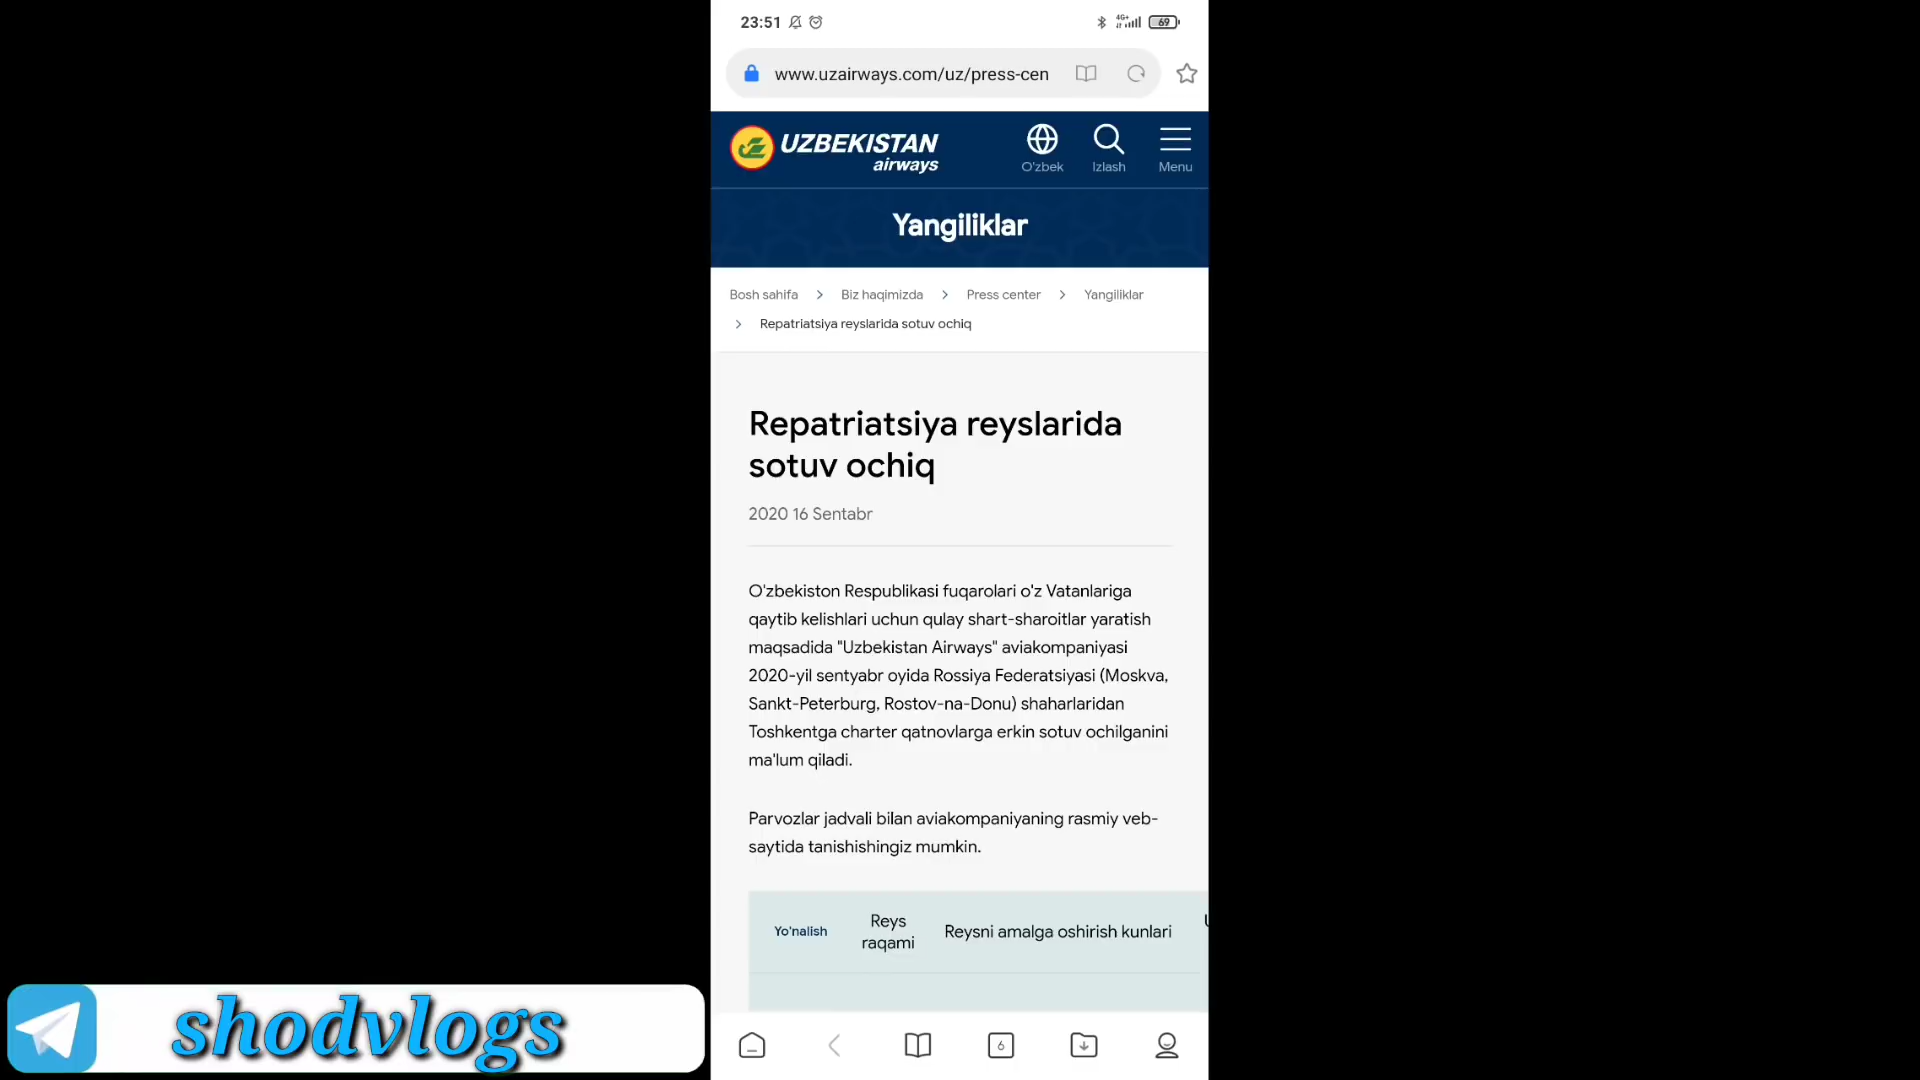 23:51
4G+
69
www.uzairways.com/uz/press-cen
UZBEKISTAN
airways
O'zbek
Izlash
Menu
Yangiliklar
Bosh sahifa > Biz haqimizda > Press center > Yangiliklar
> Repatriatsiya reyslarida sotuv ochiq
Repatriatsiya reyslarida
sotuv ochiq
2020 16 Sentabr
O'zbekiston Respublikasi fuqarolari o'z Vatanlariga
qaytib kelishlari uchun qulay shart-sharoitlar yaratish
maqsadida "Uzbekistan Airways" aviakompaniyasi
2020-yil sentyabr oyida Rossiya Federatsiyasi (Moskva,
Sankt-Peterburg, Rostov-na-Donu) shaharlaridan
Toshkentga charter qatnovlarga erkin sotuv ochilganini
ma'lum qiladi.
Parvozlar jadvali bilan aviakompaniyaning rasmiy veb-
saytida tanishishingiz mumkin.
Yo'nalish
Reys
raqami
Reysni amalga oshirish kunlari
shodvlogs
6